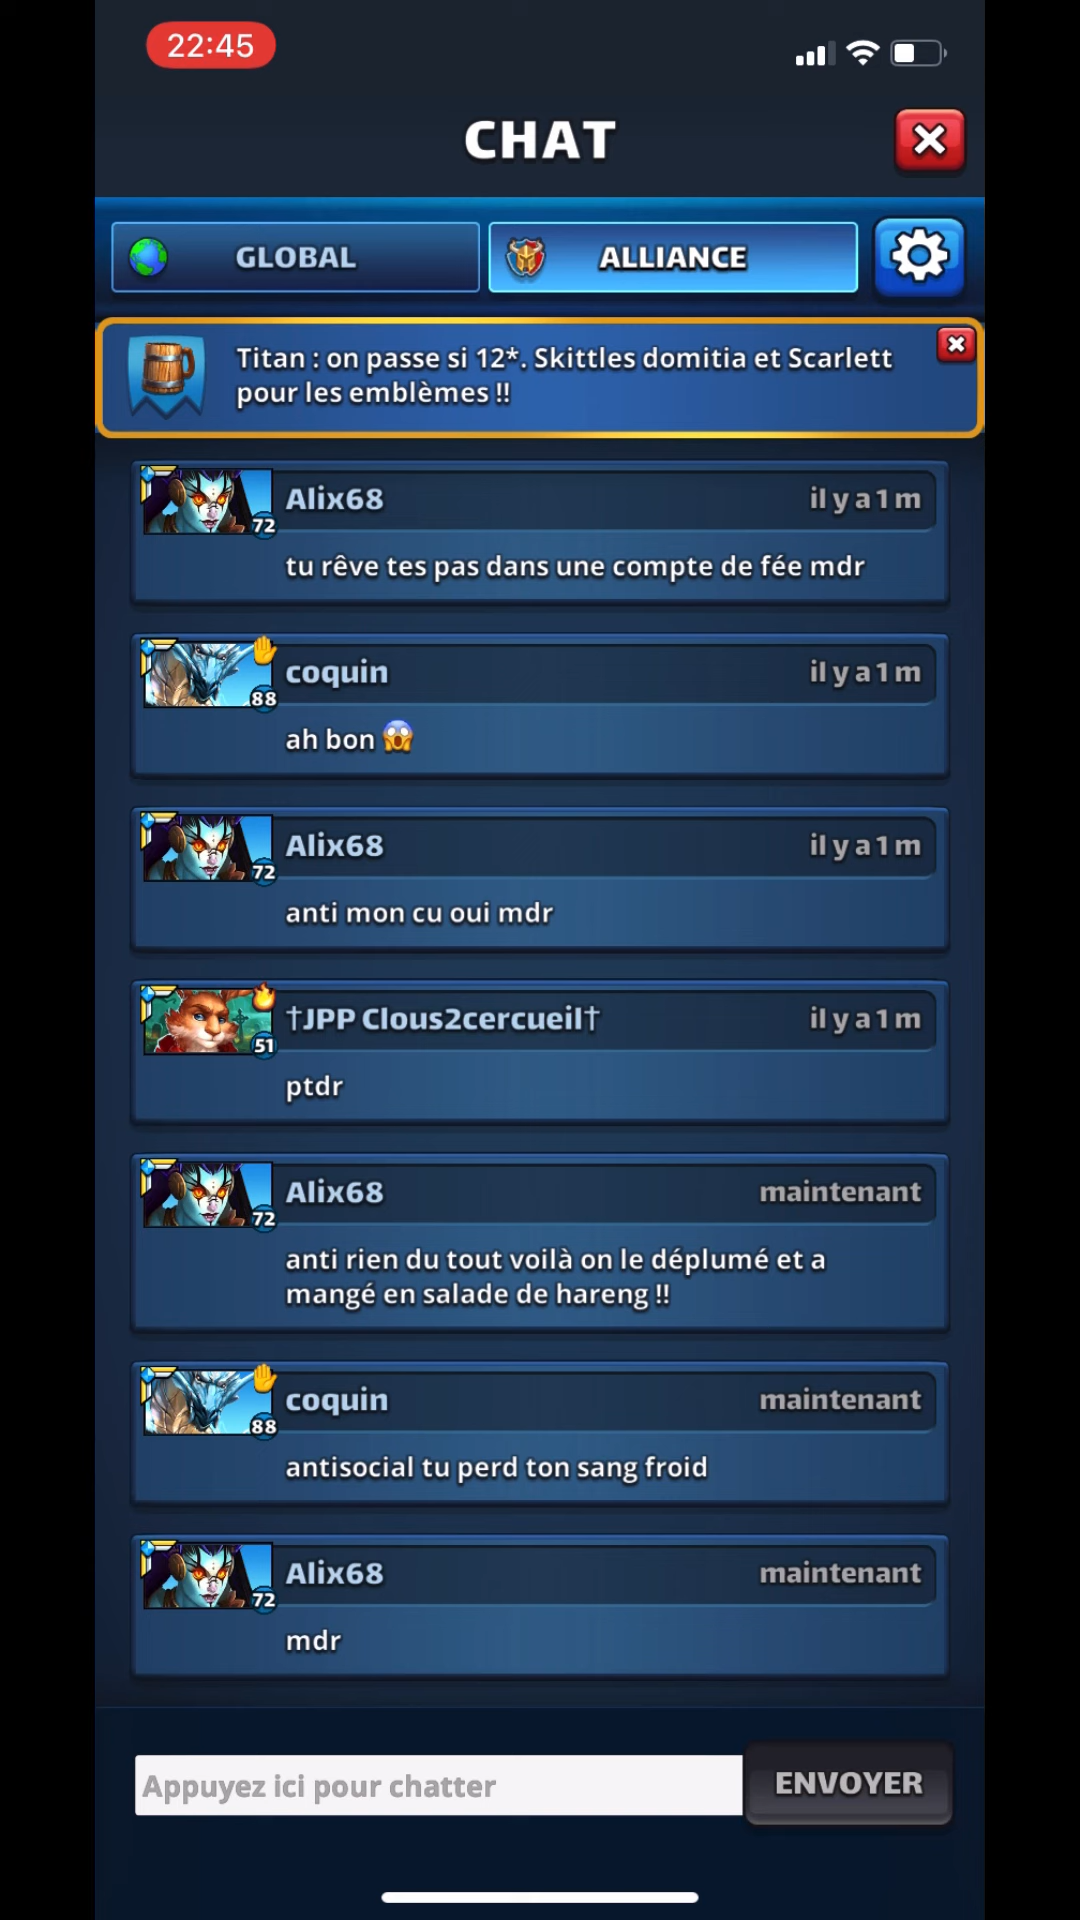 22:45
CHAT
GLOBAL
ALLIANCE
Titan : on passe si 12*. Skittles domitia et Scarlett
pour les emblèmes !!
Alix68
il y a 1 m
72
tu rêve tes pas dans une compte de fée mdr
coquin
il y a 1 m
88
ah bon 😱
Alix68
il y a 1 m
72
anti mon cu oui mdr
†JPP Clous2cercueil†
il y a 1 m
51
ptdr
Alix68
maintenant
72
anti rien du tout voilà on le déplumé et a
mangé en salade de hareng !!
coquin
maintenant
88
antisocial tu perd ton sang froid
Alix68
maintenant
72
mdr
Appuyez ici pour chatter
ENVOYER